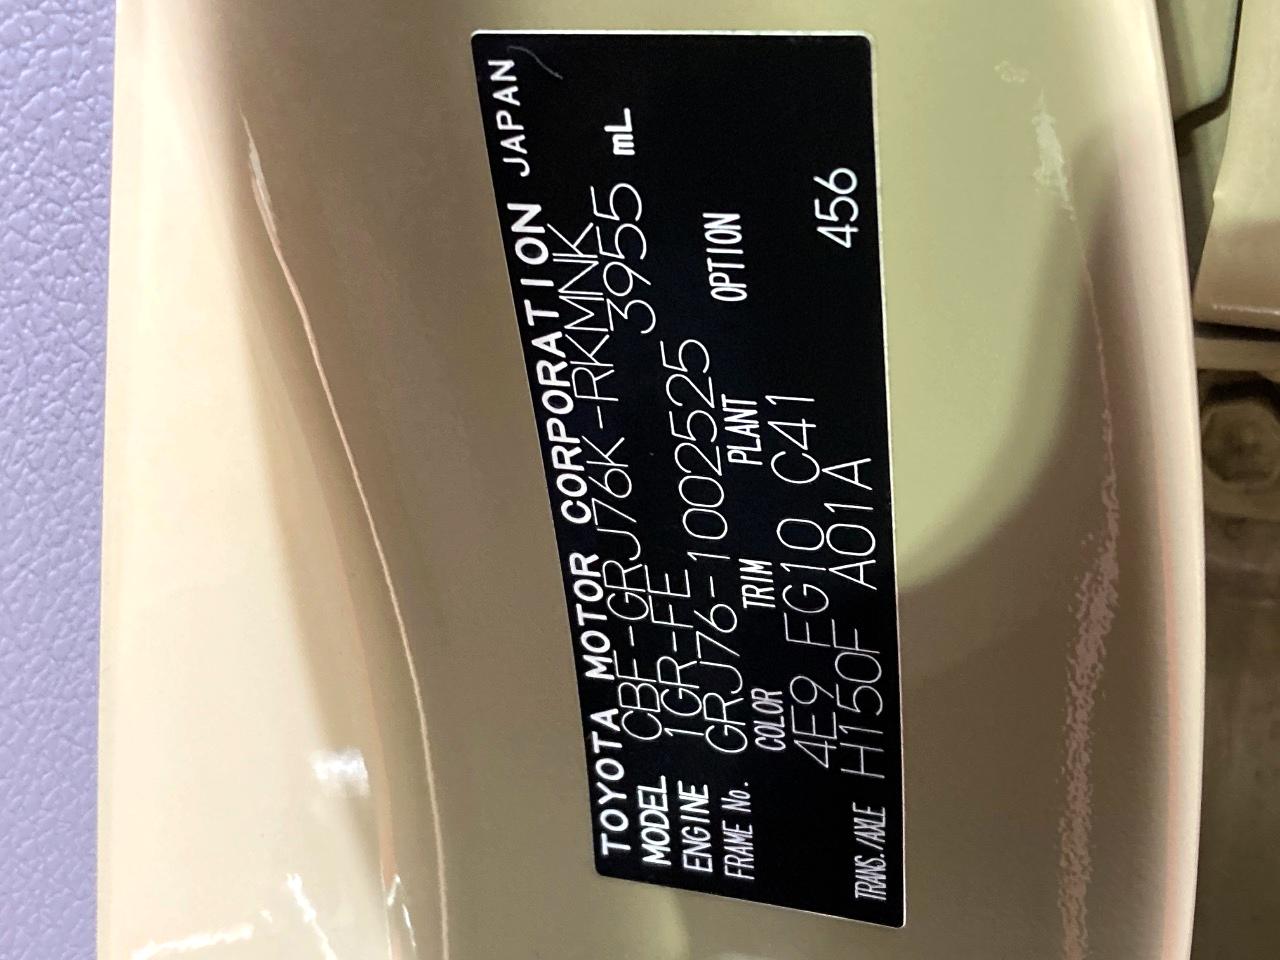 TOYOTA MOTOR CORPORATION JAPAN
MODEL CBF-GRJ76K-RKMNK
ENGINE 1GR-FE 3955 mL
FRAME No. GRJ76-1002525
COLOR TRIM PLANT OPTION
4E9 FG10 C41
TRANS./AXLE H150F A01A 456